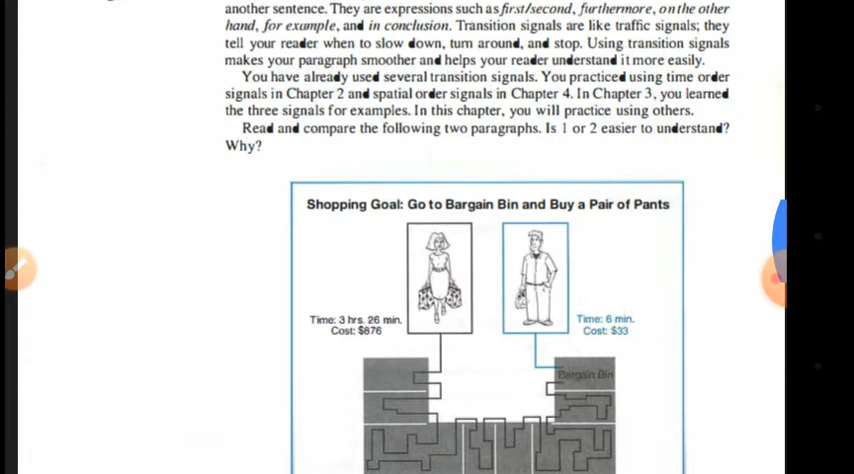 another sentence. They are expressions such as first/second, furthermore, on the other
hand, for example, and in conclusion. Transition signals are like traffic signals; they
tell your reader when to slow down, turn around, and stop. Using transition signals
makes your paragraph smoother and helps your reader understand it more easily.
You have already used several transition signals. You practiced using time order
signals in Chapter 2 and spatial order signals in Chapter 4. In Chapter 3, you learned
the three signals for examples. In this chapter, you will practice using others.
Read and compare the following two paragraphs. Is 1 or 2 easier to understand?
Why?
Shopping Goal: Go to Bargain Bin and Buy a Pair of Pants
Time: 3 hrs. 26 min.
Cost: $876
Time: 6 min.
Cost: $33
Bargain Bin